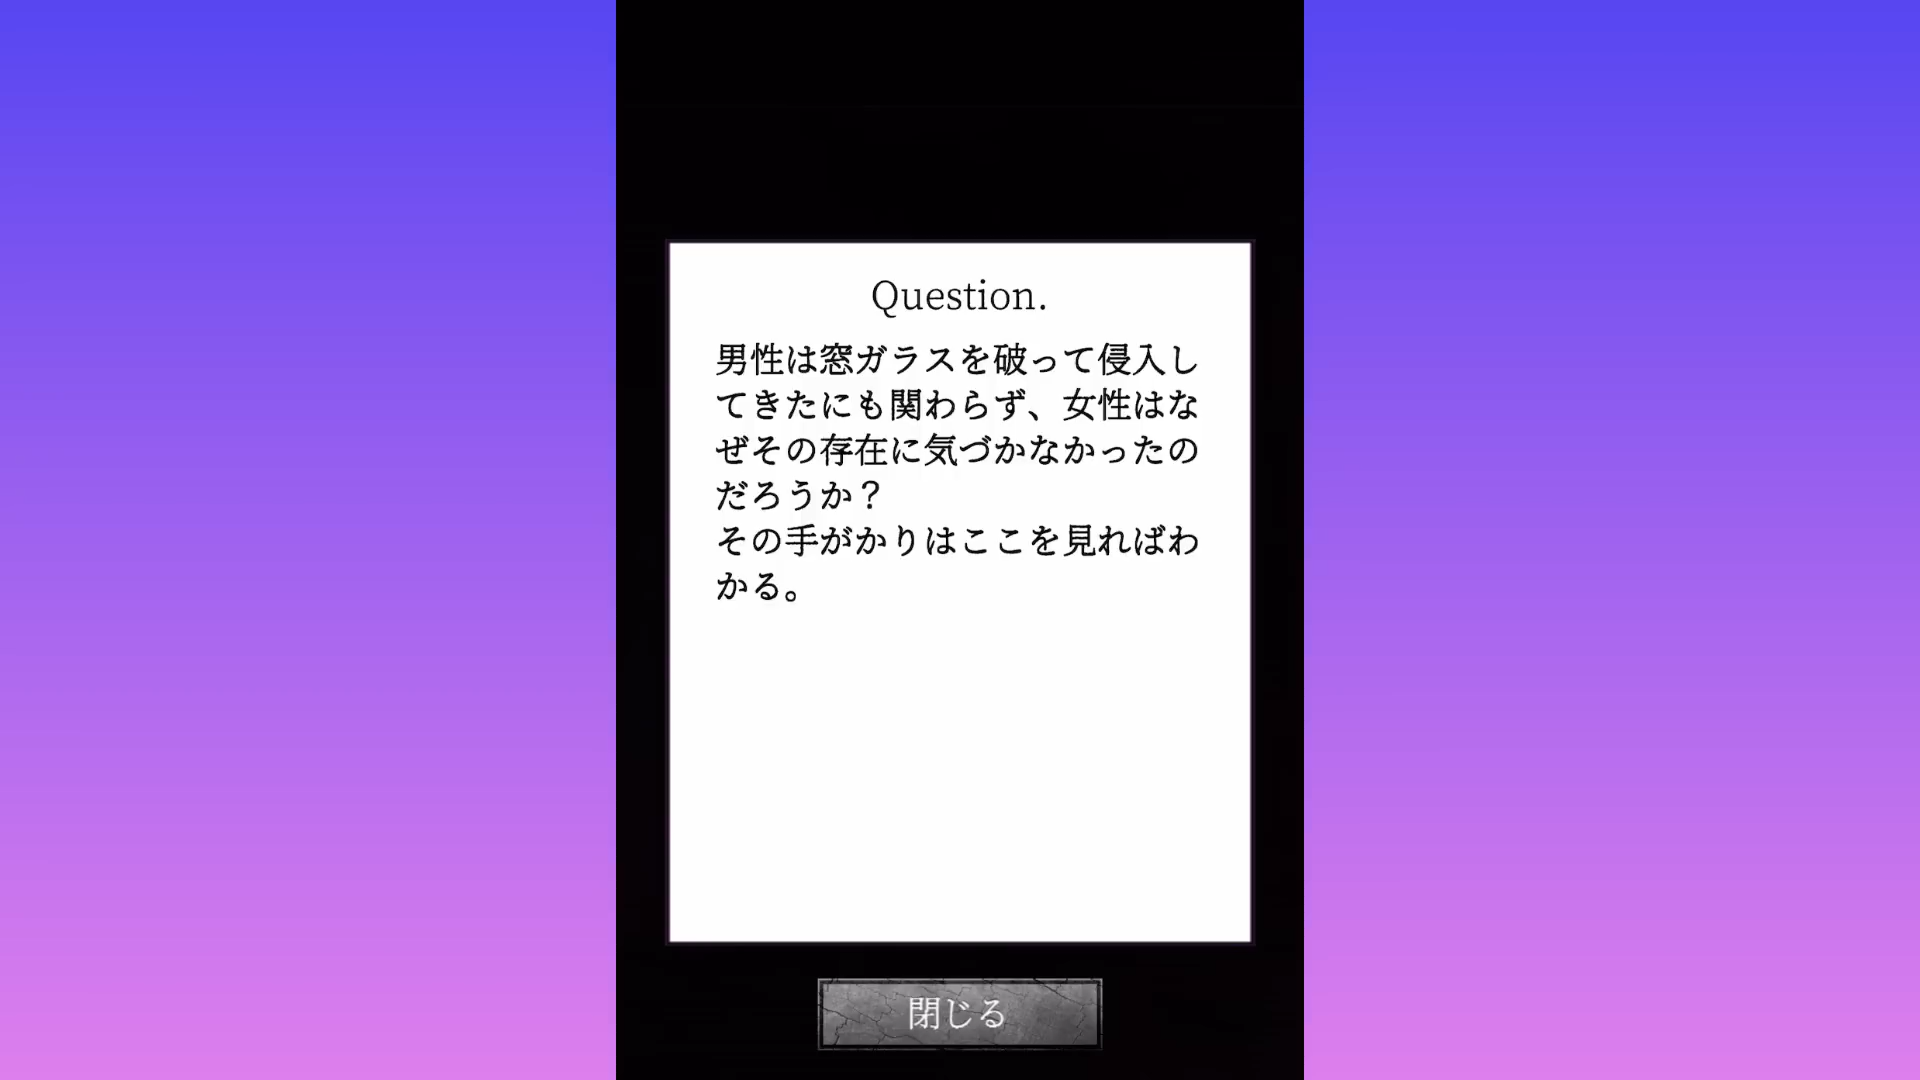 Question.
男性は窓ガラスを破って侵入し
てきたにも関わらず、女性はな
ぜその存在に気づかなかったの
だろうか？
その手がかりはここを見ればわ
かる。
閉じる